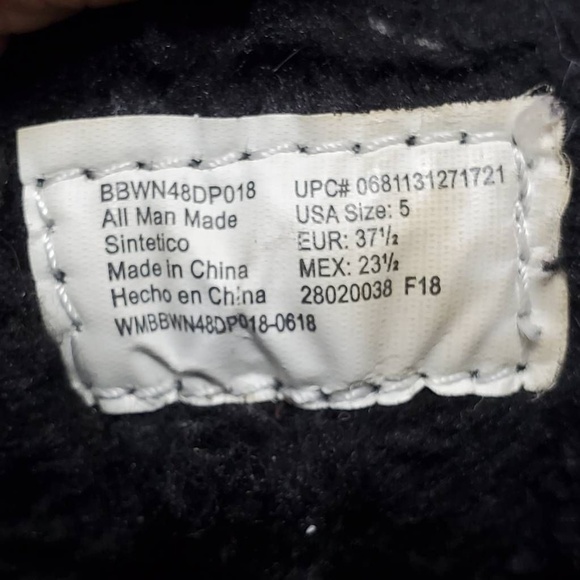 BBWN48DP018
All Man Made
Sintetico
Made in China
Hecho en China
WMBBWN48DP018-0618
UPC# 0681131271721
USA Size: 5
EUR: 37½
MEX: 23½
28020038 F18